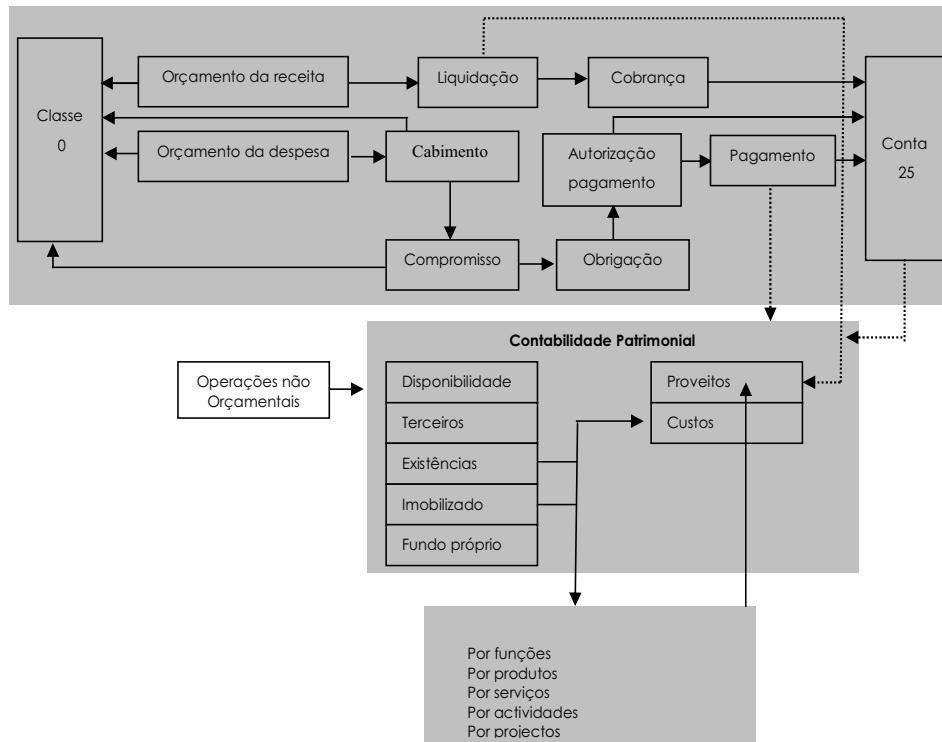 Orçamento da receita
Liquidação
Cobrança
Classe
0
Orçamento da despesa
Cabimento
Autorização
pagamento
Pagamento
Conta
25
Compromisso
Obrigação
Contabilidade Patrimonial
Operações não
Orçamentais
Disponibilidade
Terceiros
Existências
Imobilizado
Fundo próprio
Proveitos
Custos
Por funções
Por produtos
Por serviços
Por actividades
Por projectos